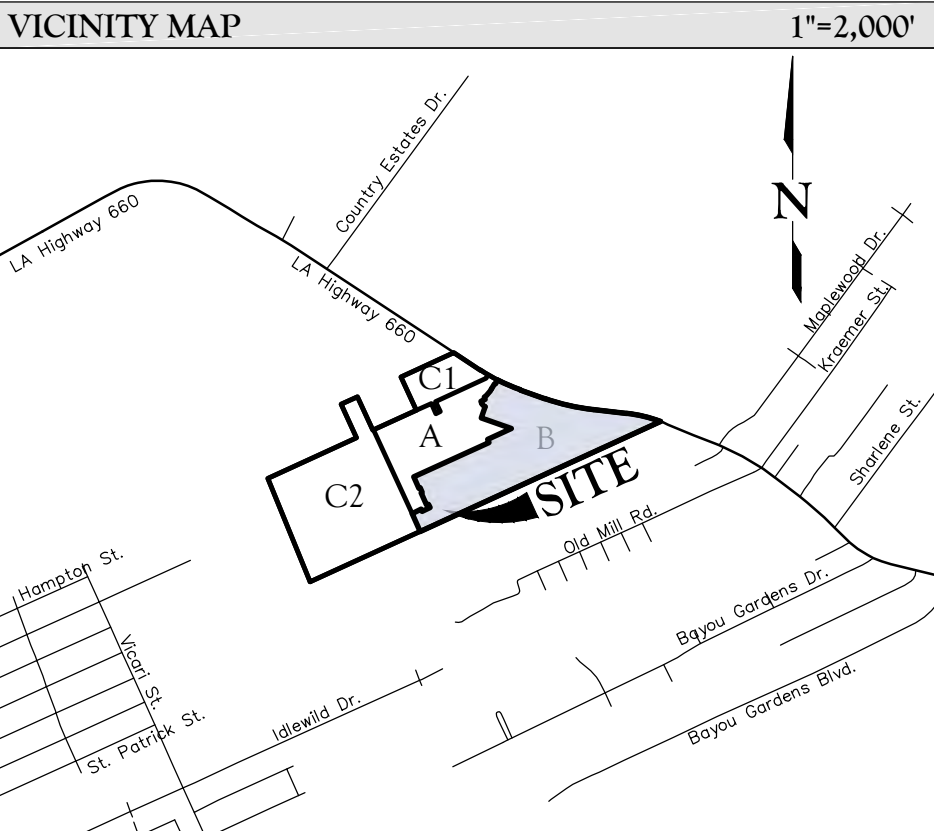 VICINITY MAP 1"=2,000'
Country Estates Dr.
LA Highway 660
N
LA Highway 660
Maplewood Dr.
Kraemer St.
C1
A
B
Sharlene St.
C2
SITE
Old Mill Rd.
Hampton St.
Bayou Gardens Dr.
Vicari St.
Idlewild Dr.
Bayou Gardens Blvd.
St. Patrick St.